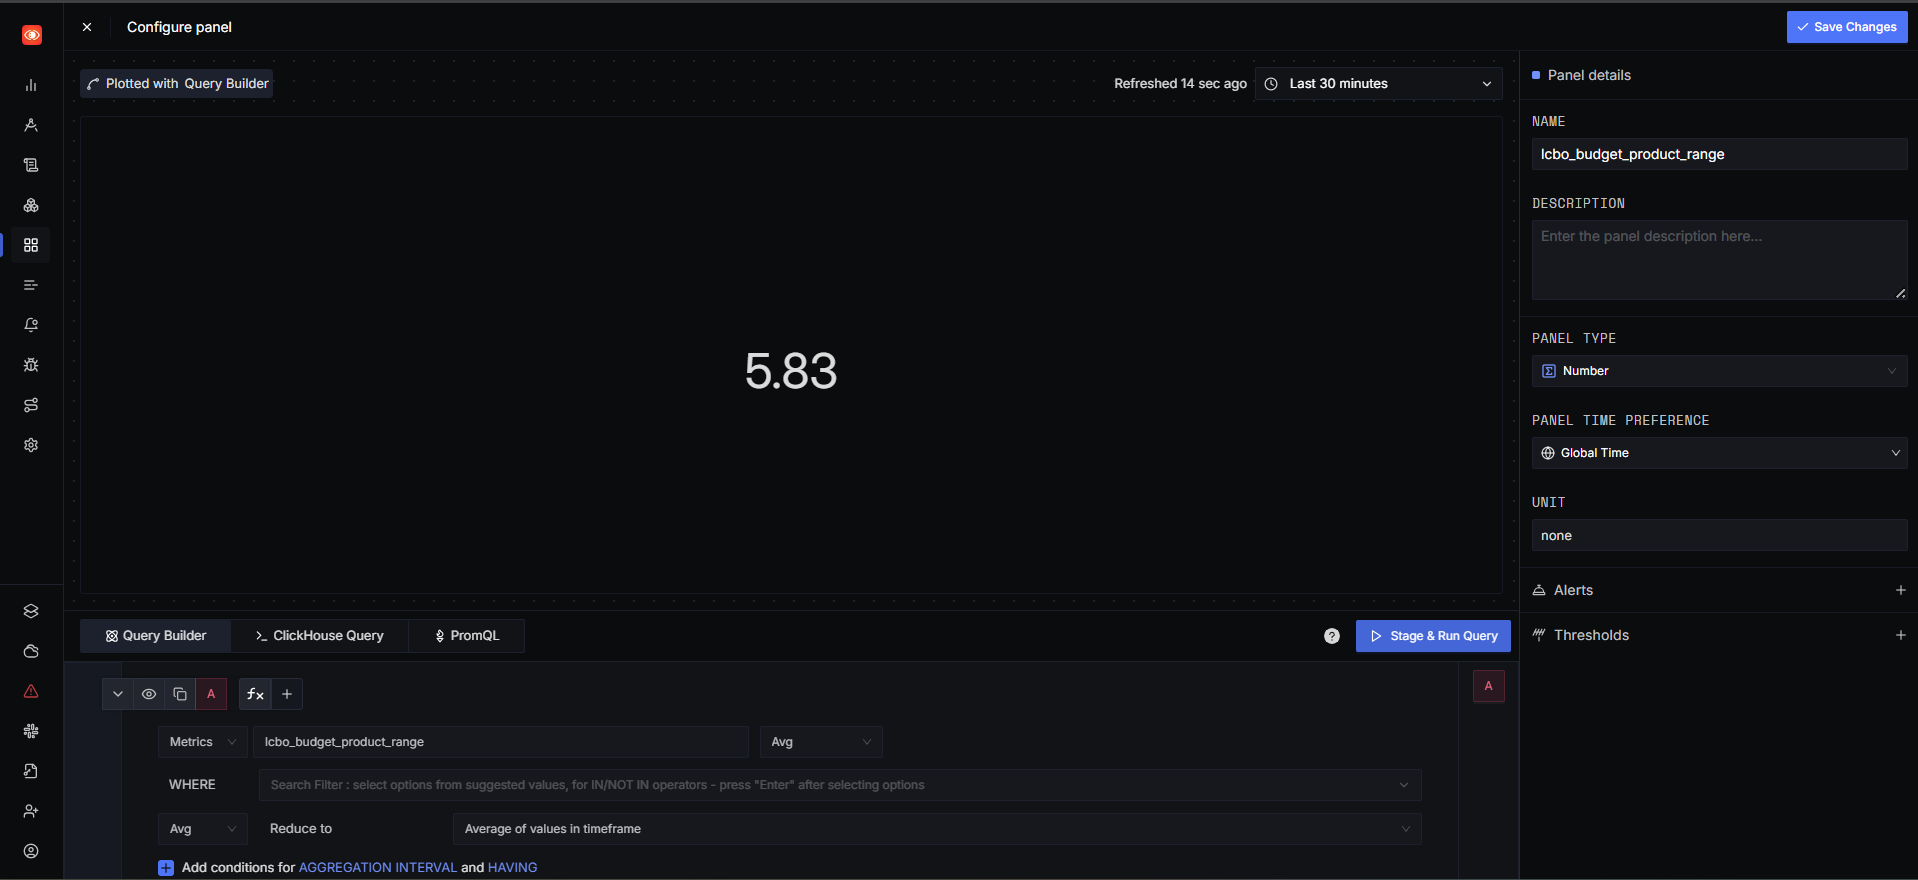 Configure panel
Save Changes
Plotted with Query Builder
Refreshed 14 sec ago
Last 30 minutes
5.83
Panel details
NAME
lcbo_budget_product_range
DESCRIPTION
Enter the panel description here...
PANEL TYPE
Number
PANEL TIME PREFERENCE
Global Time
UNIT
none
Alerts
Thresholds
Query Builder
ClickHouse Query
PromQL
Stage & Run Query
A
fx
A
Metrics
lcbo_budget_product_range
Avg
WHERE
Search Filter : select options from suggested values, for IN/NOT IN operators - press "Enter" after selecting options
Avg
Reduce to
Average of values in timeframe
Add conditions for AGGREGATION INTERVAL and HAVING